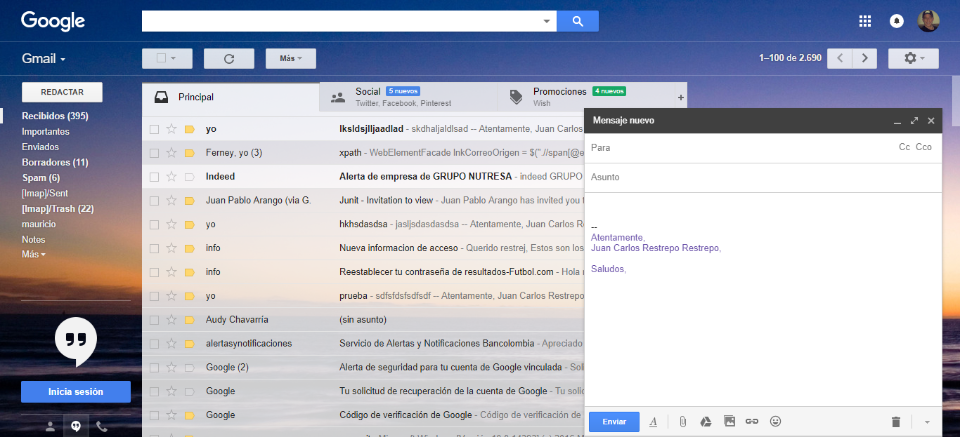 Google
Gmail
Más
1–100 de 2.690
REDACTAR
Recibidos (395)
Importantes
Enviados
Borradores (11)
Spam (6)
[Imap]/Sent
[Imap]/Trash (22)
mauricio
Notes
Más
Inicia sesión
Principal
Social 5 nuevos
Twitter, Facebook, Pinterest
Promociones 4 nuevos
Wish
+
yo lksldsjlljaadlad - skdhaljaldlsad -- Atentamente, Juan Carlos
Ferney, yo (3) xpath - WebElementFacade lnkCorreoOrigen = $(".//span[@e
Indeed Alerta de empresa de GRUPO NUTRESA - indeed GRUPO
Juan Pablo Arango (via G. Junit - Invitation to view - Juan Pablo Arango has invited you
yo hkhsdasdsa - jasljsdasdasdsa -- Atentamente, Juan Carlos
info Nueva informacion de acceso - Querido restrej, Estos son los
info Reestablecer tu contraseña de resultados-Futbol.com - Hola
yo prueba - sdfsfdsfsdfsdf -- Atentamente, Juan Carlos Restrepo
Audy Chavarría (sin asunto)
alertasynotificaciones Servicio de Alertas y Notificaciones Bancolombia - Apreciado
Google (2) Alerta de seguridad para tu cuenta de Google vinculada -
Google Tu solicitud de recuperación de la cuenta de Google - Tu
Google Código de verificación de Google - Código de verificación de
Mensaje nuevo
Para Cc Cco
Asunto
--
Atentamente,
Juan Carlos Restrepo Restrepo,
Saludos,
Enviar